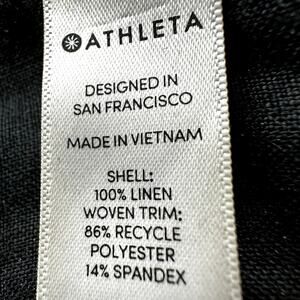 ATHLETA
DESIGNED IN
SAN FRANCISCO
MADE IN VIETNAM
SHELL:
100% LINEN
WOVEN TRIM:
86% RECYCLE
POLYESTER
14% SPANDEX